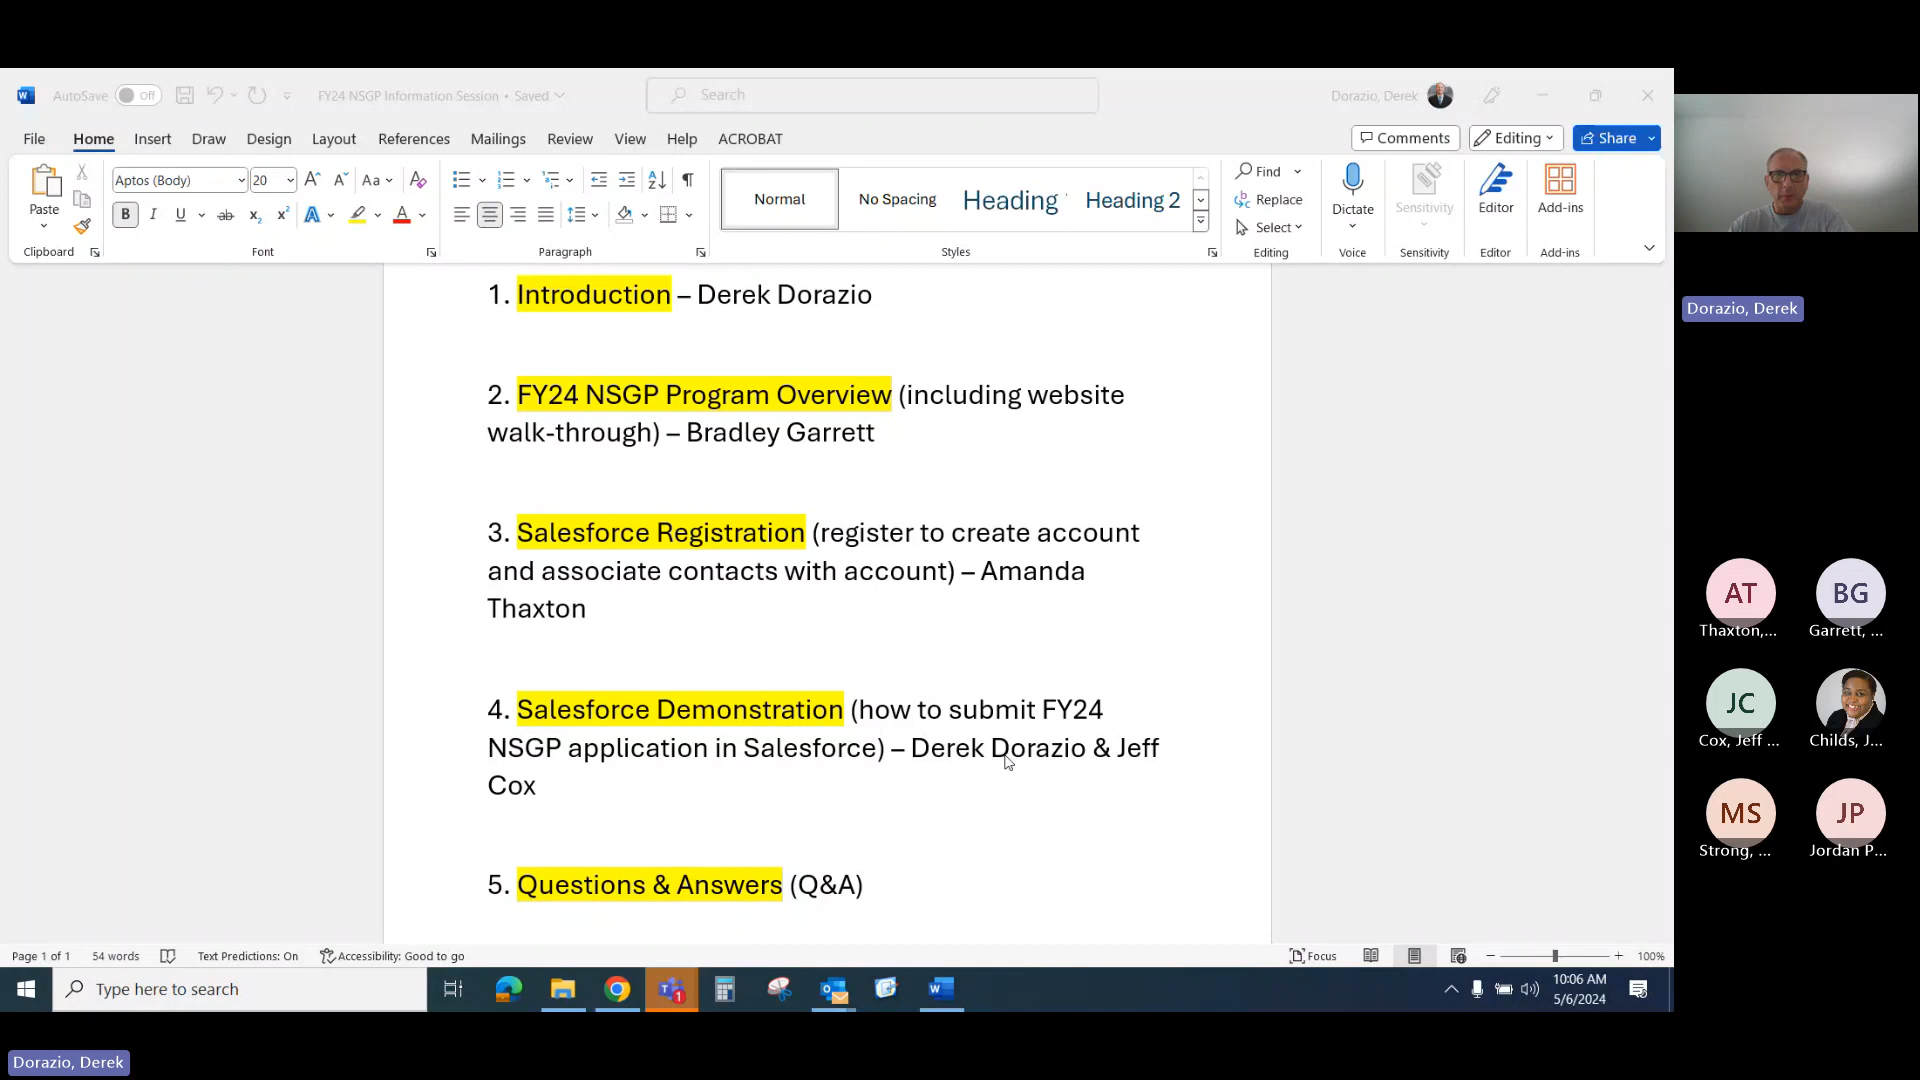 AutoSave Off FY24 NSGP Information Session • Saved Search Dorazio, Derek
File Home Insert Draw Design Layout References Mailings Review View Help ACROBAT Comments Editing Share
Paste Aptos (Body) 20 Aa Normal No Spacing Heading Heading 2 Find Replace Select Dictate Sensitivity Editor Add-ins
Clipboard Font Paragraph Styles Editing Voice Sensitivity Editor Add-ins
1. Introduction – Derek Dorazio
2. FY24 NSGP Program Overview (including website
walk-through) – Bradley Garrett
3. Salesforce Registration (register to create account
and associate contacts with account) – Amanda
Thaxton
4. Salesforce Demonstration (how to submit FY24
NSGP application in Salesforce) – Derek Dorazio & Jeff
Cox
5. Questions & Answers (Q&A)
Page 1 of 1 54 words Text Predictions: On Accessibility: Good to go Focus 100%
Type here to search 10:06 AM
5/6/2024
Dorazio, Derek
AT BG
Thaxton,... Garrett, ...
JC
Cox, Jeff ... Childs, J...
MS JP
Strong, ... Jordan P...
Dorazio, Derek